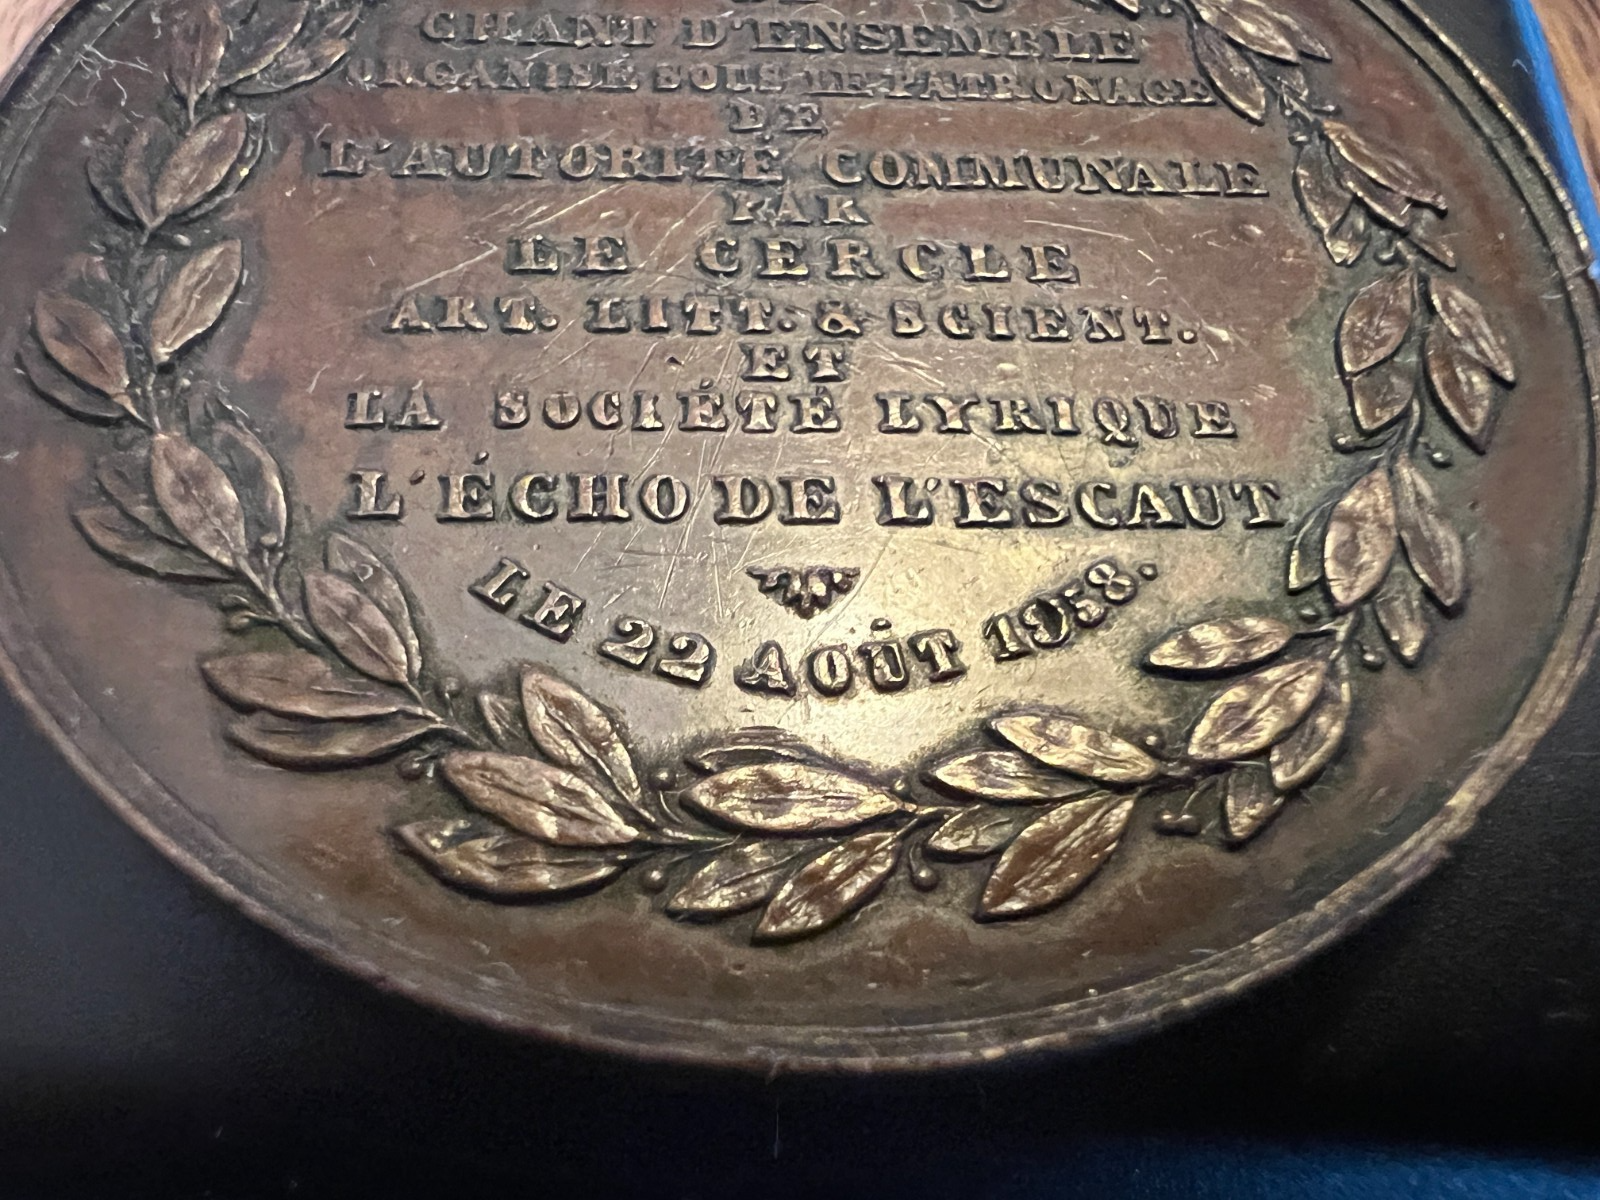 CHANT D'ENSEMBLE
ORGANISÉ SOUS LE PATRONAGE
DE
L'AUTORITÉ COMMUNALE
PAR
LE CERCLE
ART. LITT. & SCIENT.
ET
LA SOCIÉTÉ LYRIQUE
L'ÉCHO DE L'ESCAUT
LE 22 AOÛT 1958.